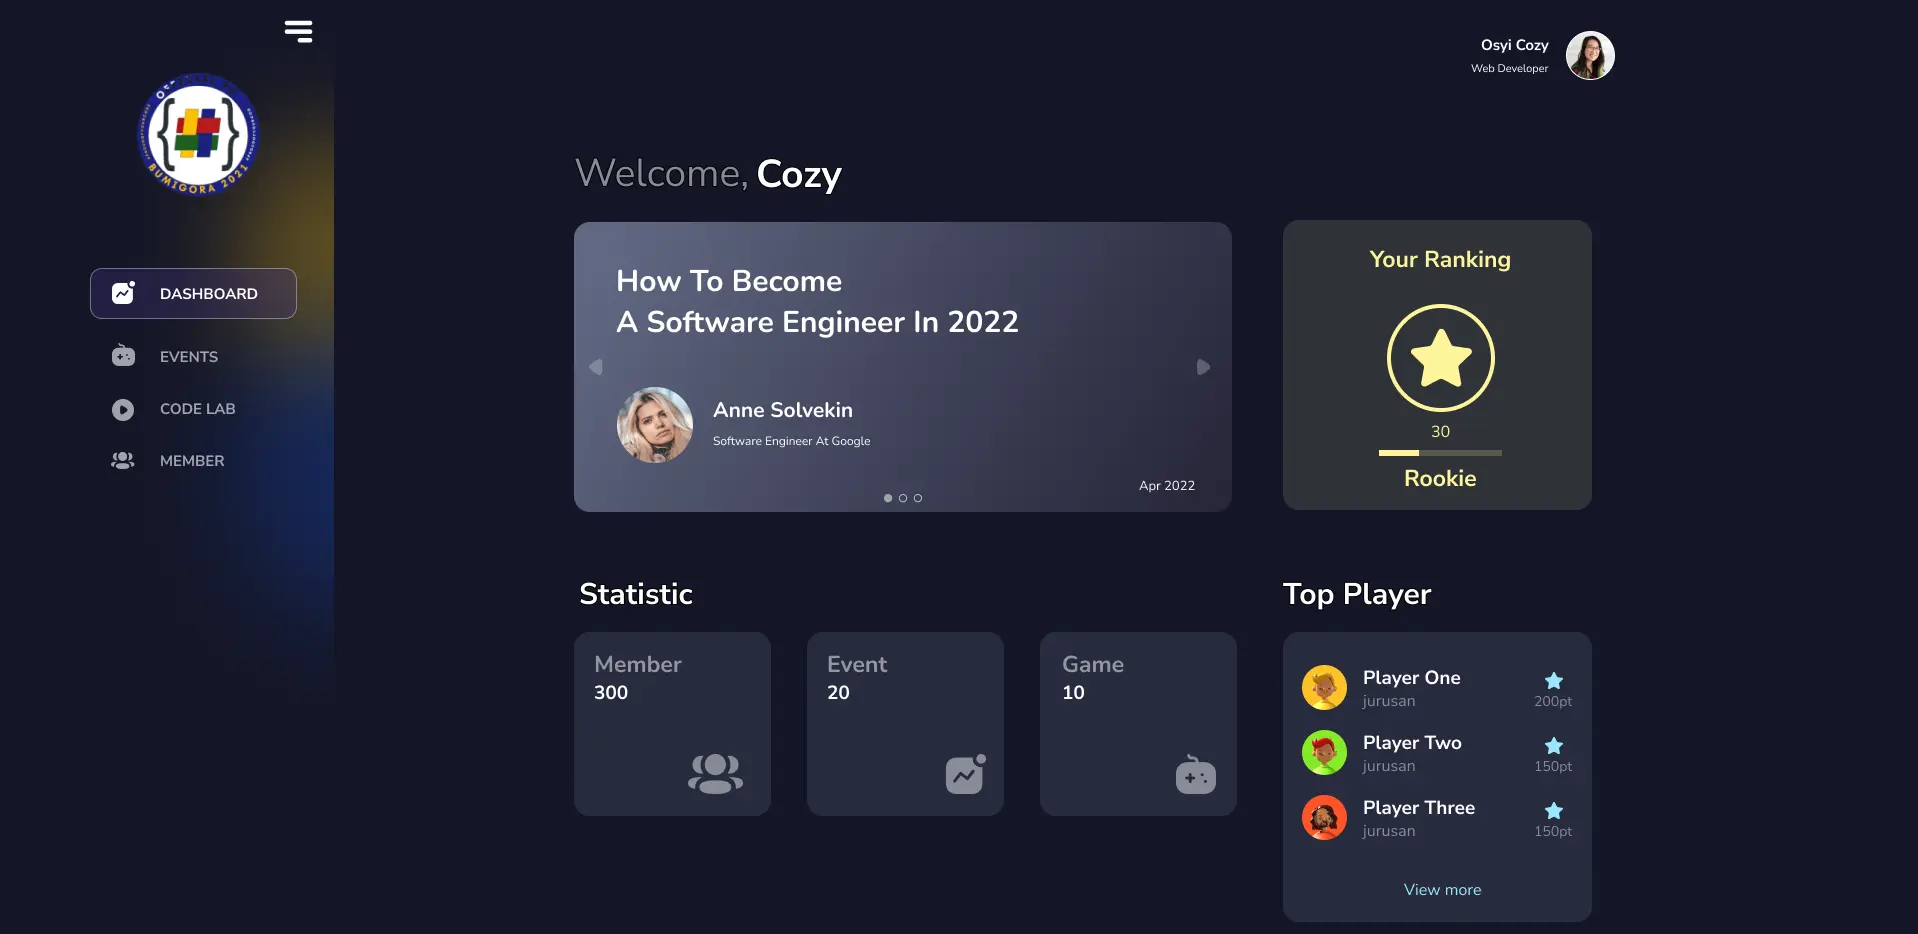 BUMIGORA 2021
DASHBOARD
EVENTS
CODE LAB
MEMBER
Osyi Cozy
Web Developer
Welcome, Cozy
How To Become
A Software Engineer In 2022
Anne Solvekin
Software Engineer At Google
Apr 2022
Your Ranking
30
Rookie
Statistic
Member
300
Event
20
Game
10
Top Player
Player One
jurusan
200pt
Player Two
jurusan
150pt
Player Three
jurusan
150pt
View more